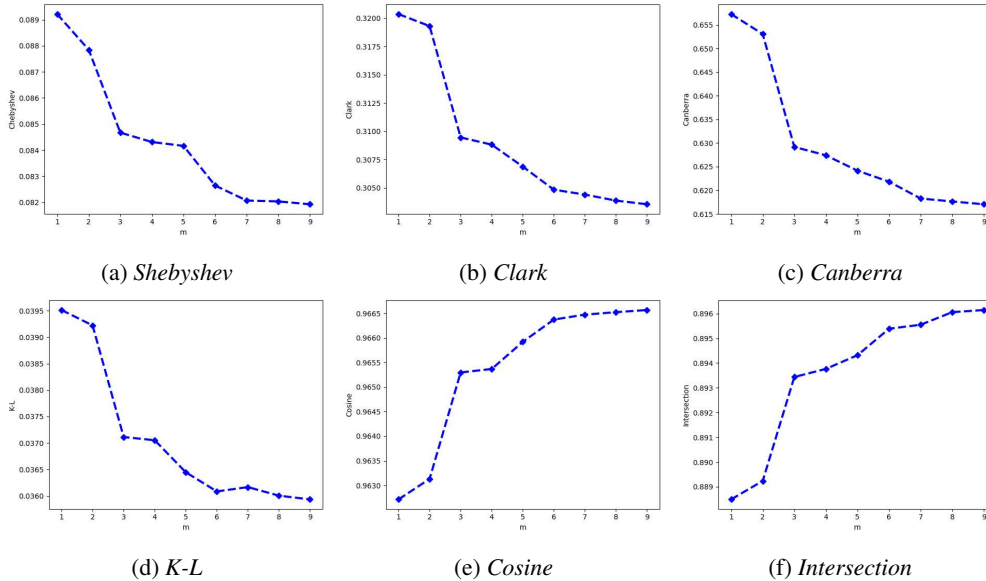 0.089
0.088
0.087
0.086
0.085
0.084
0.083
0.082
Chebyshev
1 2 3 4 5 6 7 8 9
m
(a) Shebyshev
0.3200
0.3175
0.3150
0.3125
0.3100
0.3075
0.3050
Clark
1 2 3 4 5 6 7 8 9
m
(b) Clark
0.655
0.650
0.645
0.640
0.635
0.630
0.625
0.620
0.615
Canberra
1 2 3 4 5 6 7 8 9
m
(c) Canberra
0.0395
0.0390
0.0385
0.0380
0.0375
0.0370
0.0365
0.0360
K-L
1 2 3 4 5 6 7 8 9
m
(d) K-L
0.9665
0.9660
0.9655
0.9650
0.9645
0.9640
0.9635
0.9630
Cosine
1 2 3 4 5 6 7 8 9
m
(e) Cosine
0.896
0.895
0.894
0.893
0.892
0.891
0.890
0.889
Intersection
1 2 3 4 5 6 7 8 9
m
(f) Intersection